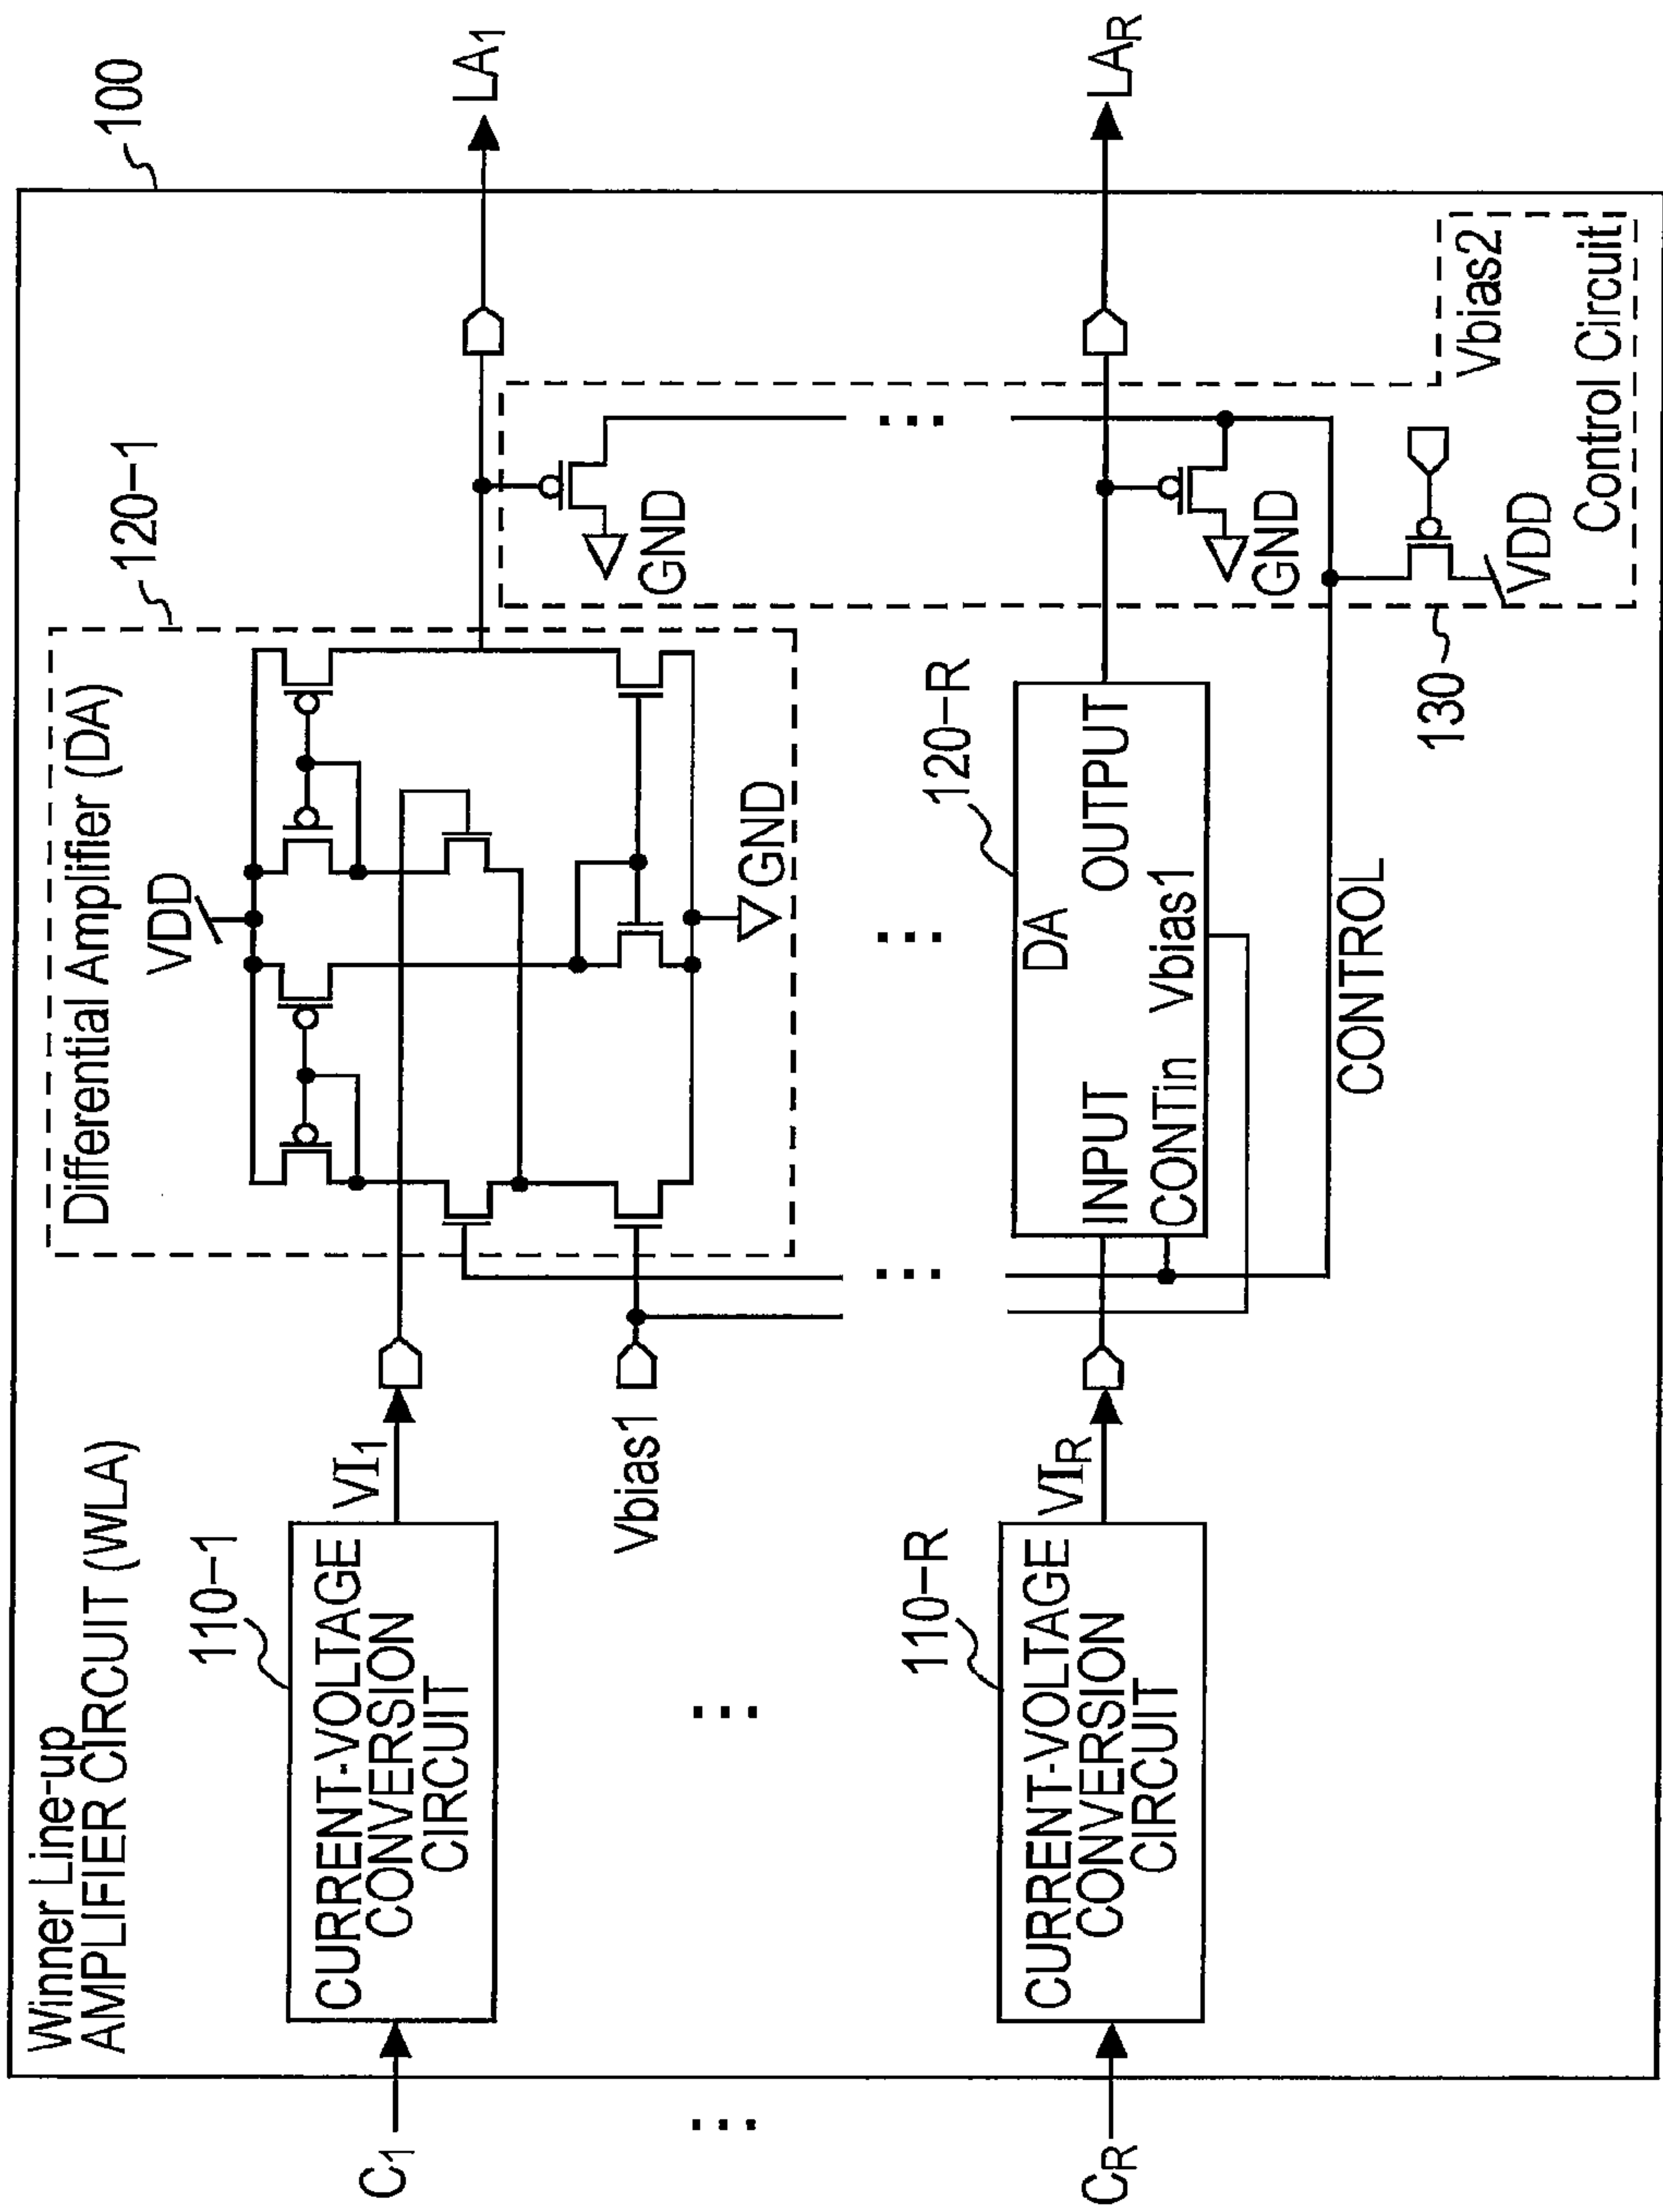 Winner Line-up
AMPLIFIER CIRCUIT (WLA)
100
110-1
CURRENT-VOLTAGE
CONVERSION
CIRCUIT
C1
VI1
Vbias1
Differential Amplifier (DA)
120-1
VDD
GND
LA1
GND
...
...
...
...
...
110-R
CURRENT-VOLTAGE
CONVERSION
CIRCUIT
CR
VIR
120-R
DA
INPUT OUTPUT
CONTin Vbias1
CONTROL
GND
LAR
130
VDD
Vbias2
Control Circuit